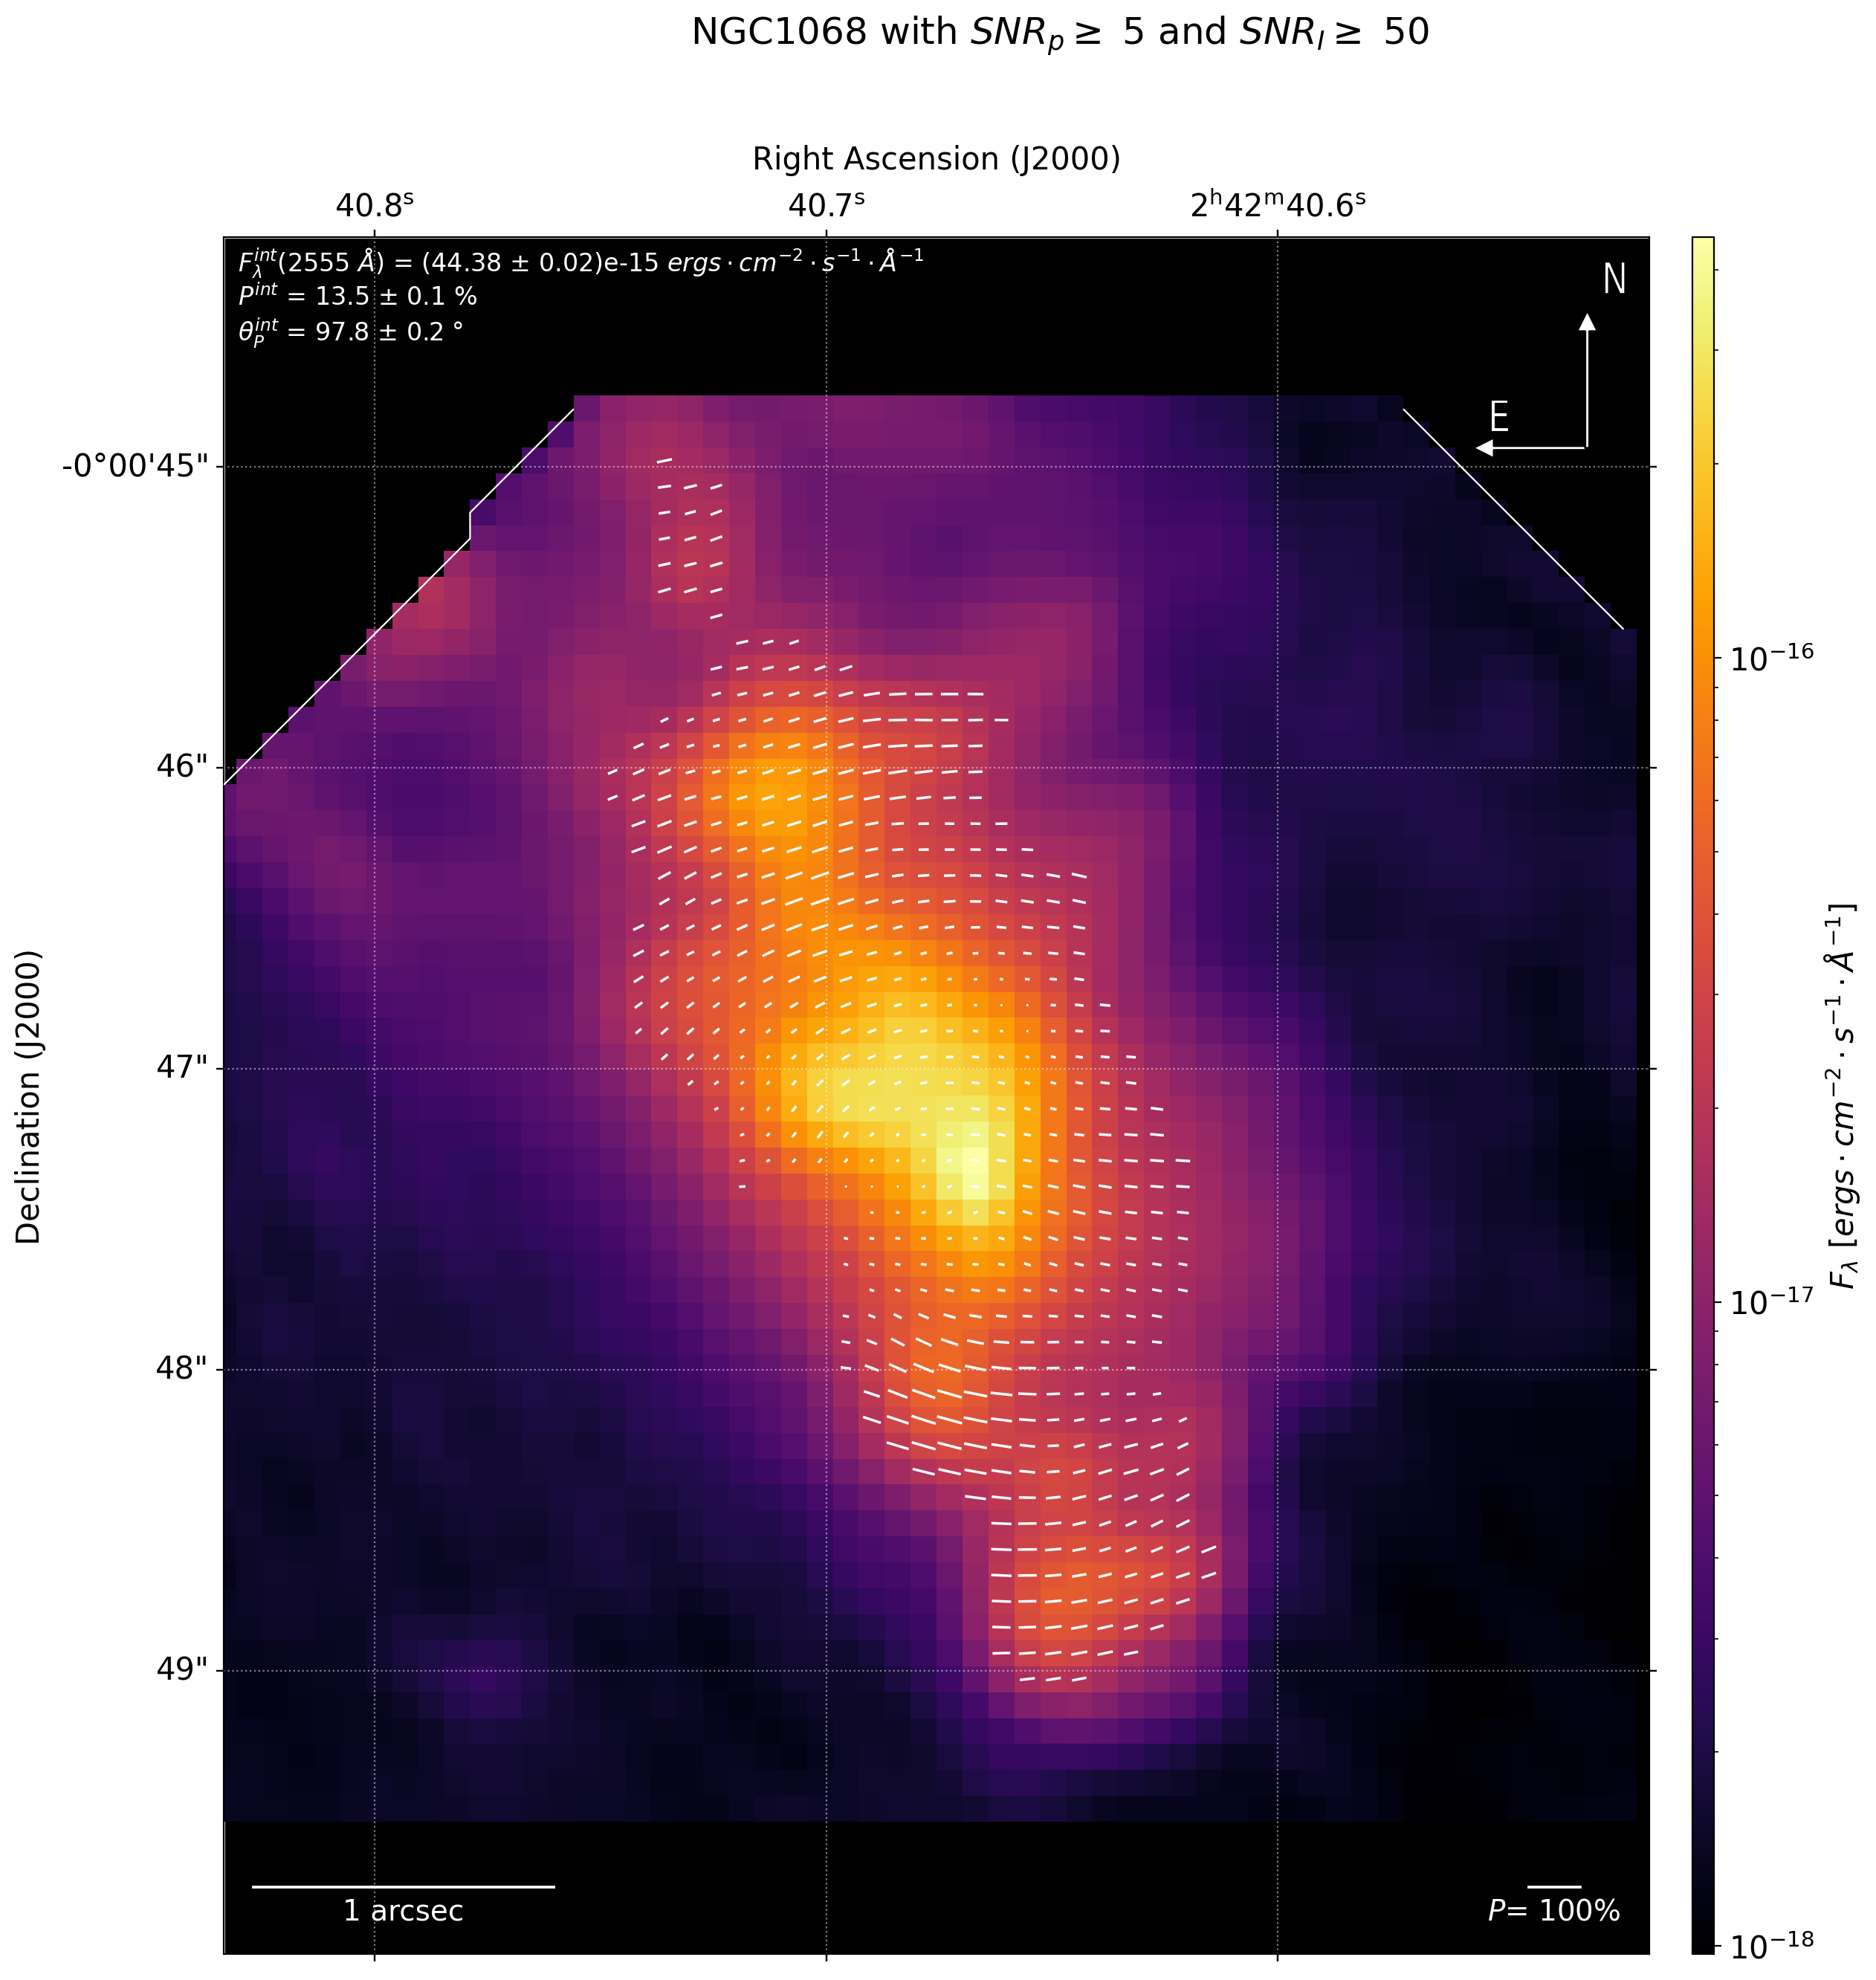 NGC1068 with SNR_p ≥ 5 and SNR_I ≥ 50
Right Ascension (J2000)
40.8ˢ 40.7ˢ 2ʰ42ᵐ40.6ˢ
F_λ^int(2555 Å) = (44.38 ± 0.02)e-15 ergs · cm⁻² · s⁻¹ · Å⁻¹
P^int = 13.5 ± 0.1 %
θ_P^int = 97.8 ± 0.2 °
N
E
-0°00'45"
46"
47"
48"
49"
Declination (J2000)
1 arcsec
P= 100%
10⁻¹⁶
10⁻¹⁷
10⁻¹⁸
F_λ [ergs · cm⁻² · s⁻¹ · Å⁻¹]